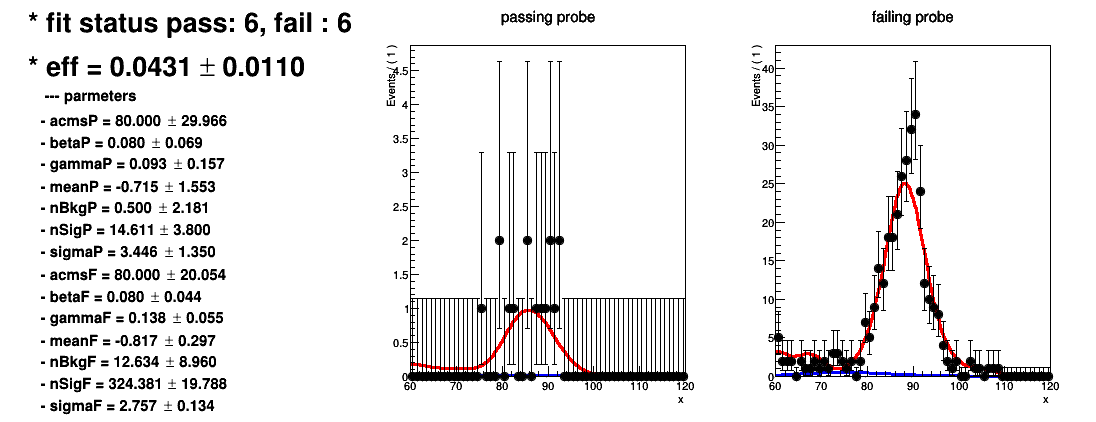 * fit status pass: 6, fail : 6
* eff = 0.0431 ± 0.0110
--- parmeters
- acmsP = 80.000 ± 29.966
- betaP = 0.080 ± 0.069
- gammaP = 0.093 ± 0.157
- meanP = -0.715 ± 1.553
- nBkgP = 0.500 ± 2.181
- nSigP = 14.611 ± 3.800
- sigmaP = 3.446 ± 1.350
- acmsF = 80.000 ± 20.054
- betaF = 0.080 ± 0.044
- gammaF = 0.138 ± 0.055
- meanF = -0.817 ± 0.297
- nBkgF = 12.634 ± 8.960
- nSigF = 324.381 ± 19.788
- sigmaF = 2.757 ± 0.134
passing probe
Events / ( 1 )
4.5
4
3.5
3
2.5
2
1.5
1
0.5
0
60 70 80 90 100 110 120
x
failing probe
Events / ( 1 )
40
35
30
25
20
15
10
5
0
60 70 80 90 100 110 120
x